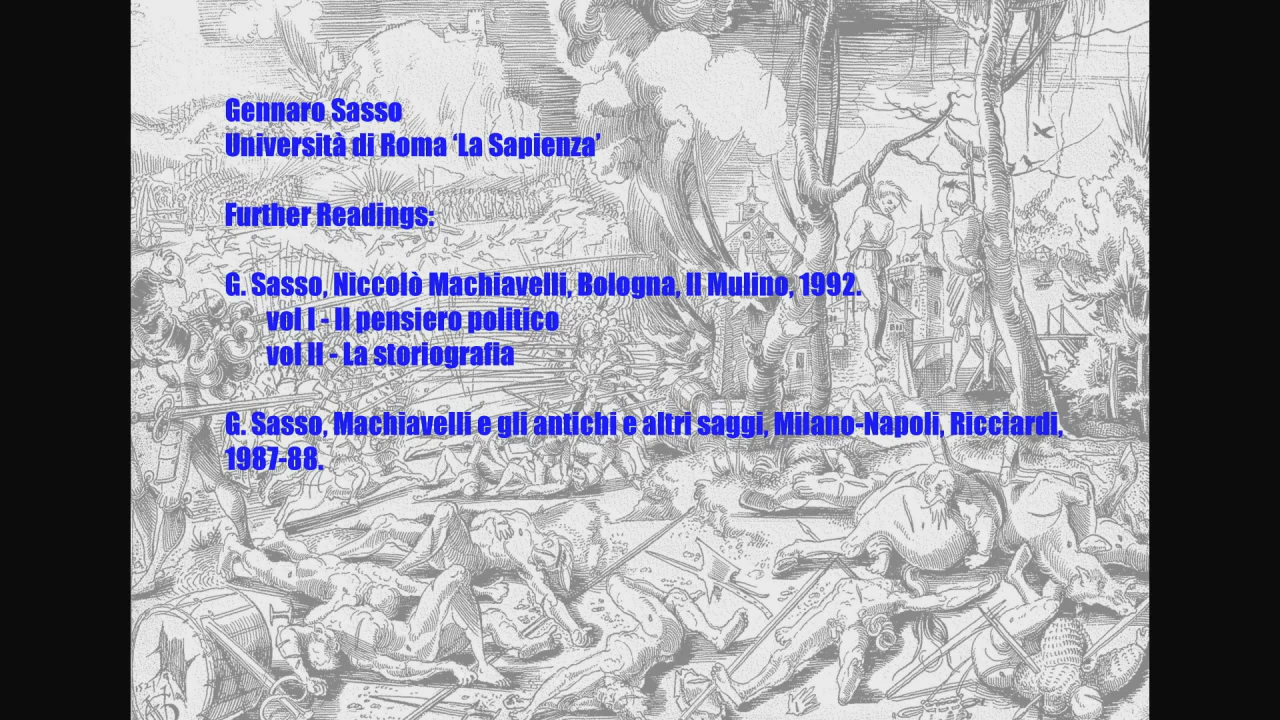 Gennaro Sasso
Università di Roma ‘La Sapienza’
Further Readings:
G. Sasso, Niccolò Machiavelli, Bologna, Il Mulino, 1992.
vol I - Il pensiero politico
vol II - La storiografia
G. Sasso, Machiavelli e gli antichi e altri saggi, Milano-Napoli, Ricciardi,
1987-88.